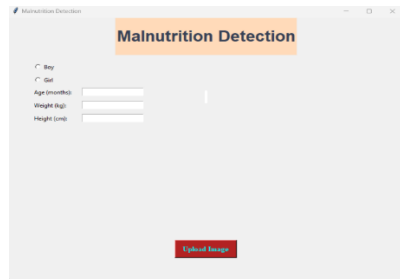 Malnutrition Detection
Malnutrition Detection
Boy
Girl
Age (months):
Weight (kg):
Height (cm):
Upload Image